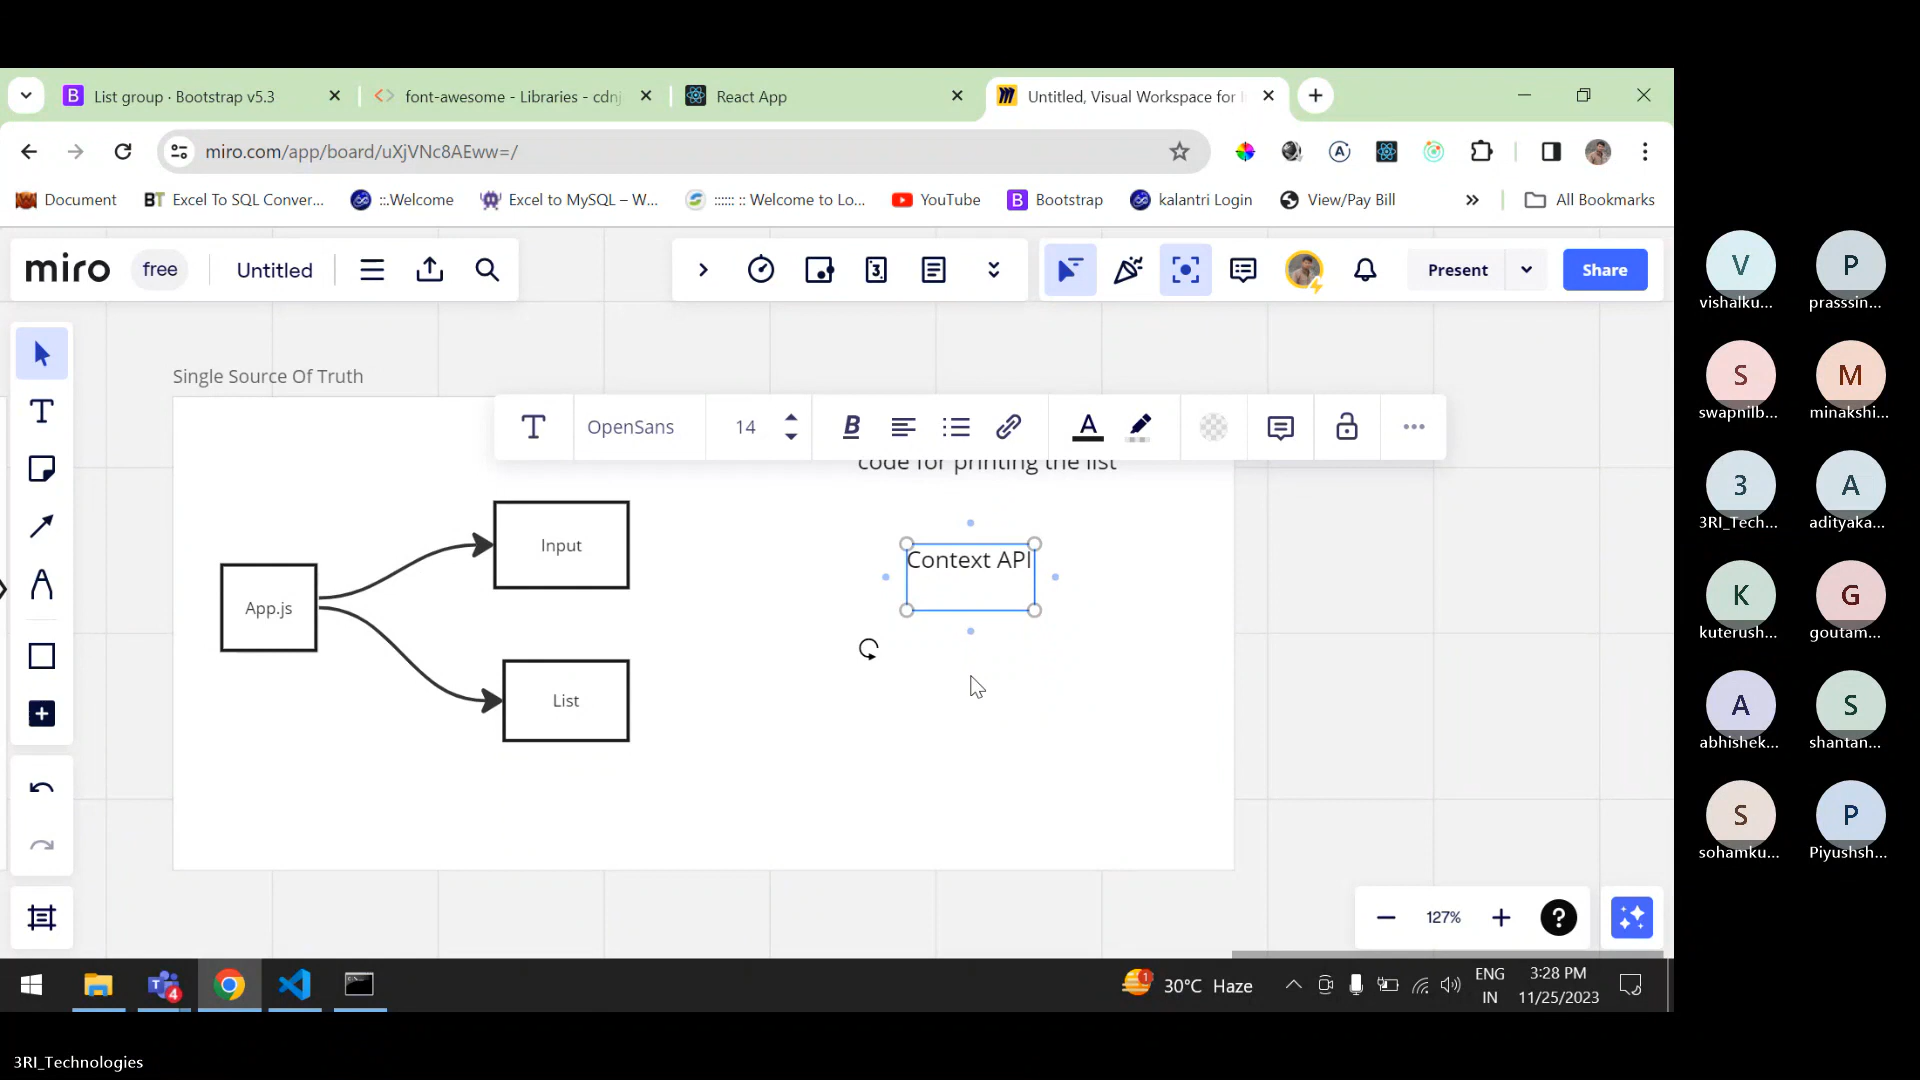 List group · Bootstrap v5.3
font-awesome - Libraries - cdnj
React App
Untitled, Visual Workspace for
miro.com/app/board/uXjVNc8AEww=/
Document
BT Excel To SQL Conver...
::.Welcome
Excel to MySQL – W...
:::::: :: Welcome to Lo...
YouTube
B Bootstrap
kalantri Login
View/Pay Bill
All Bookmarks
miro
free
Untitled
Present
Share
Single Source Of Truth
OpenSans
14
code for printing the list
Input
Context API
App.js
List
127%
30°C Haze
ENG
IN
3:28 PM
11/25/2023
V
vishalku...
P
prasssin...
S
swapnilb...
M
minakshi...
3
3RI_Tech...
A
adityaka...
K
kuterush...
G
goutam...
A
abhishek...
S
shantan...
S
sohamku...
P
Piyushsh...
3RI_Technologies